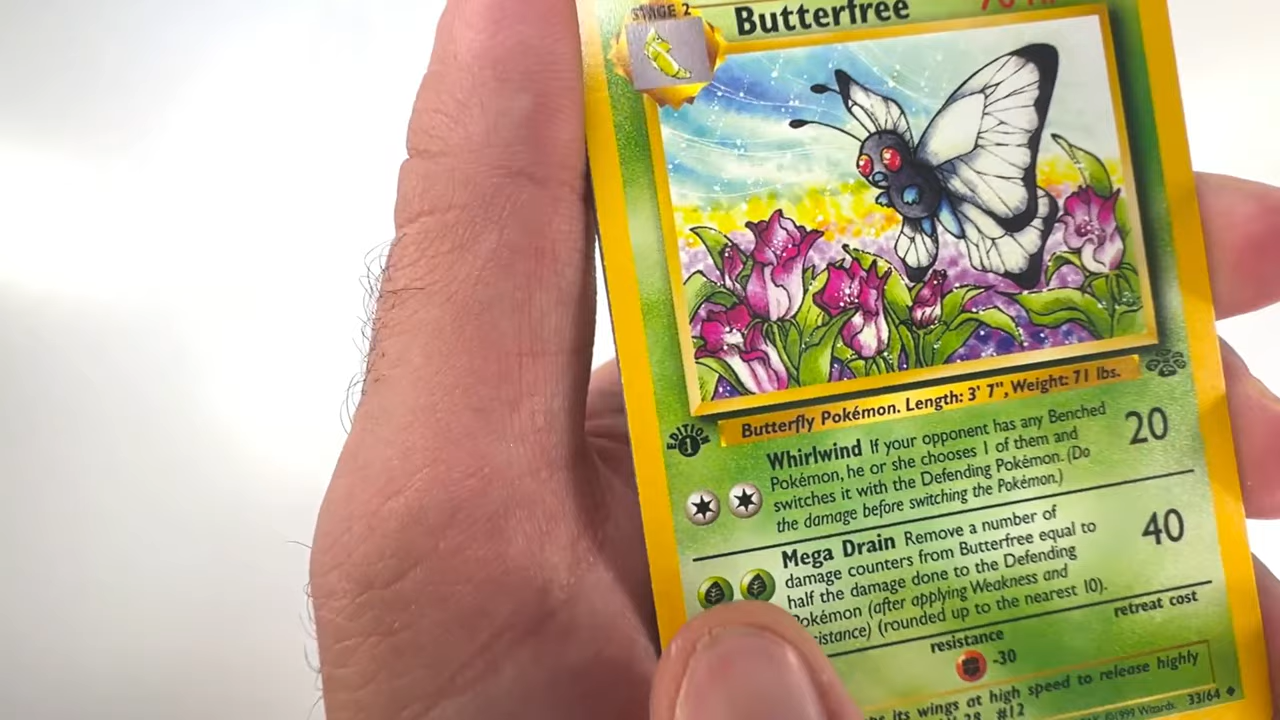 STAGE 2
Butterfree
Butterfly Pokémon. Length: 3' 7", Weight: 71 lbs.
EDITION
1
Whirlwind If your opponent has any Benched
Pokémon, he or she chooses 1 of them and
switches it with the Defending Pokémon. (Do
the damage before switching the Pokémon.)
20
Mega Drain Remove a number of
damage counters from Butterfree equal to
half the damage done to the Defending
Pokémon (after applying Weakness and
istance) (rounded up to the nearest 10).
40
resistance
-30
retreat cost
its wings at high speed to release highly
#12
©1999 Wizards. 33/64